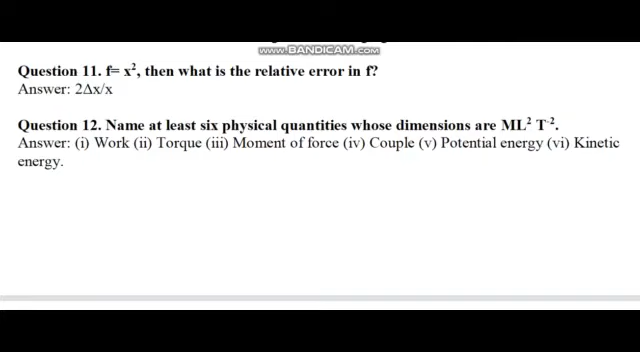 www.BANDICAM.com
Question 11. f= x², then what is the relative error in f?
Answer: 2Δx/x
Question 12. Name at least six physical quantities whose dimensions are ML² T⁻².
Answer: (i) Work (ii) Torque (iii) Moment of force (iv) Couple (v) Potential energy (vi) Kinetic
energy.